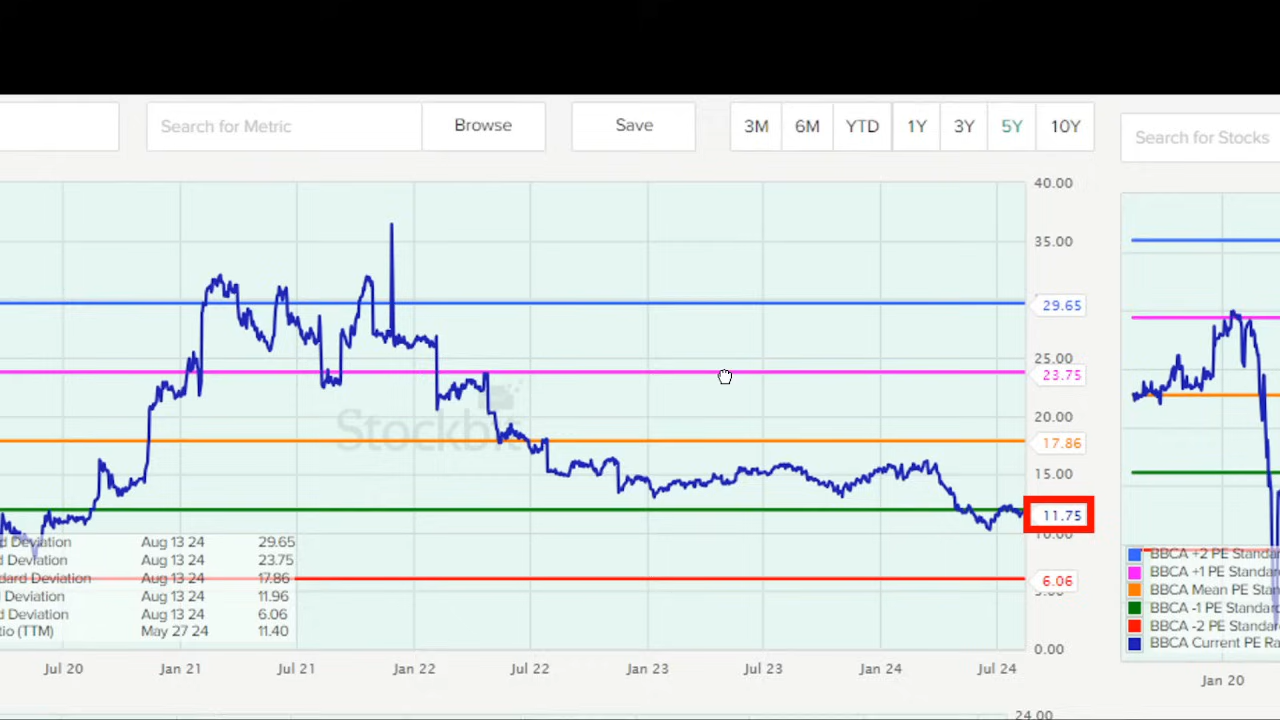 Search for Metric
Browse
Save
3M 6M YTD 1Y 3Y 5Y 10Y
Search for Stocks
40.00
35.00
29.65
25.00
23.75
20.00
17.86
15.00
11.75
10.00
6.06
5.00
0.00
Stockbit
d Deviation Aug 13 24 29.65
d Deviation Aug 13 24 23.75
dard Deviation Aug 13 24 17.86
d Deviation Aug 13 24 11.96
d Deviation Aug 13 24 6.06
tio (TTM) May 27 24 11.40
Jul 20 Jan 21 Jul 21 Jan 22 Jul 22 Jan 23 Jul 23 Jan 24 Jul 24
BBCA +2 PE Standa
BBCA +1 PE Standar
BBCA Mean PE Stan
BBCA -1 PE Standar
BBCA -2 PE Standar
BBCA Current PE Ra
Jan 20
24.00